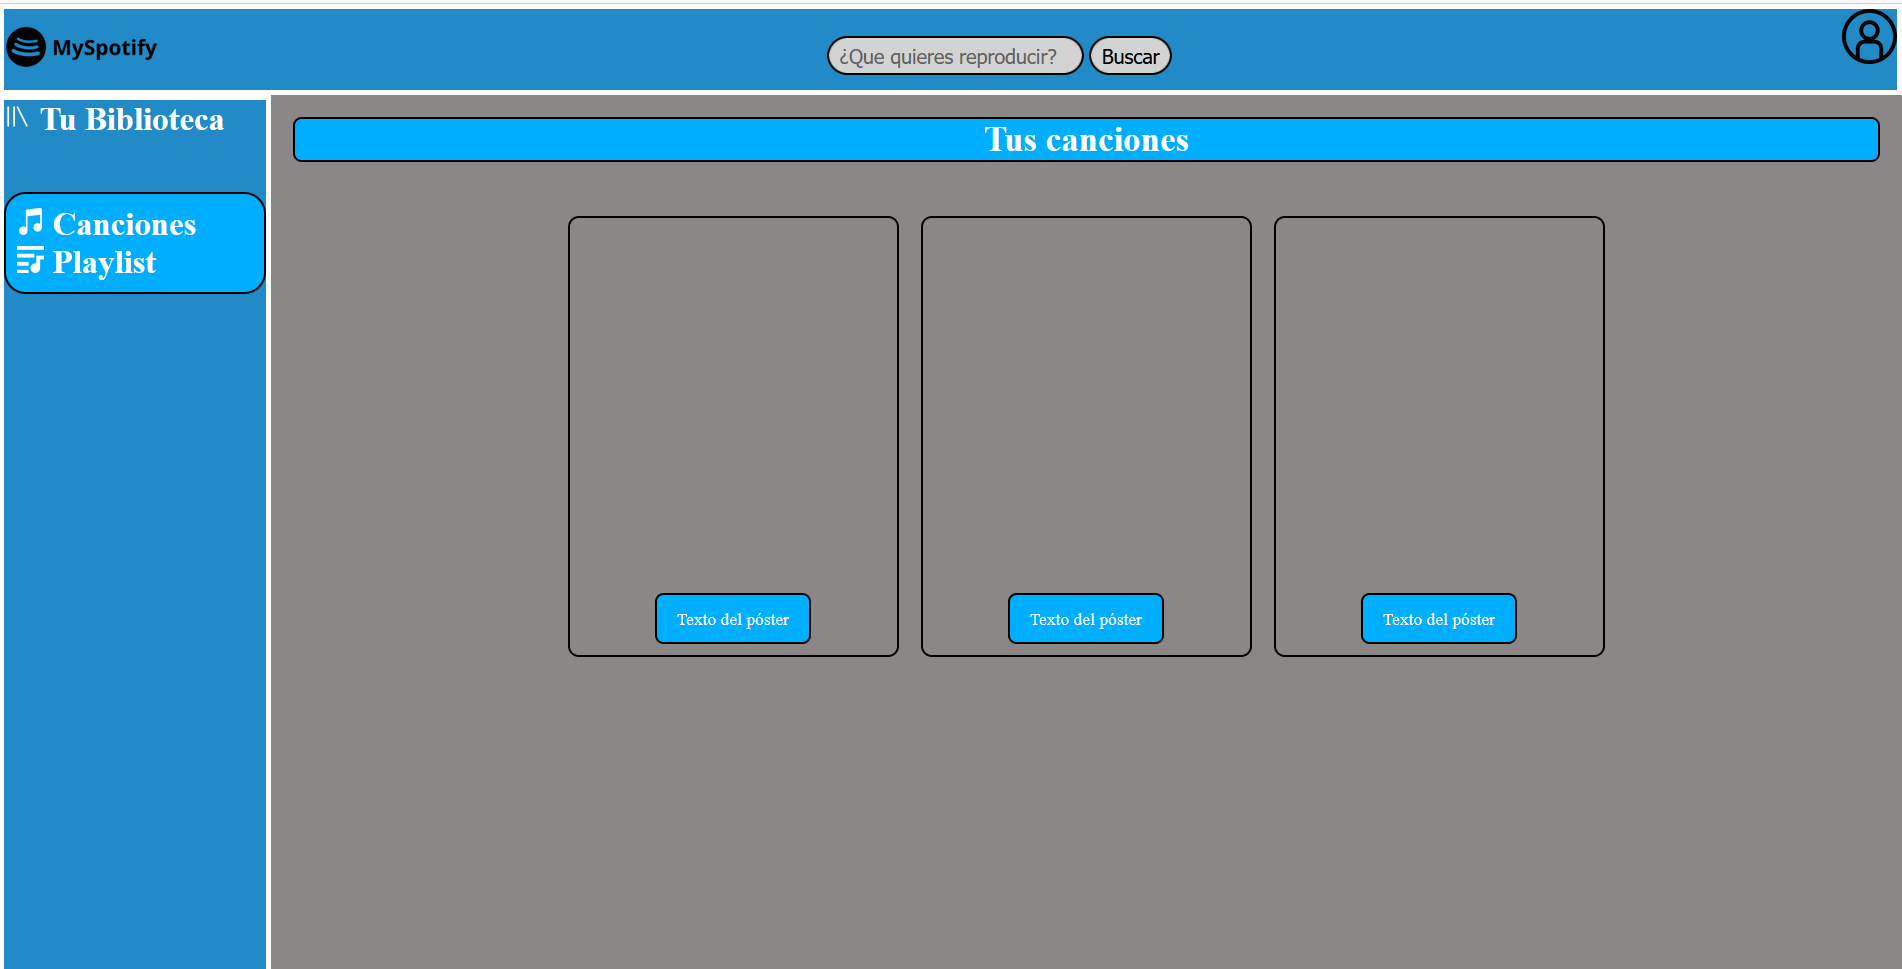 MySpotify
¿Que quieres reproducir? Buscar
Tu Biblioteca
Canciones
Playlist
Tus canciones
Texto del póster
Texto del póster
Texto del póster